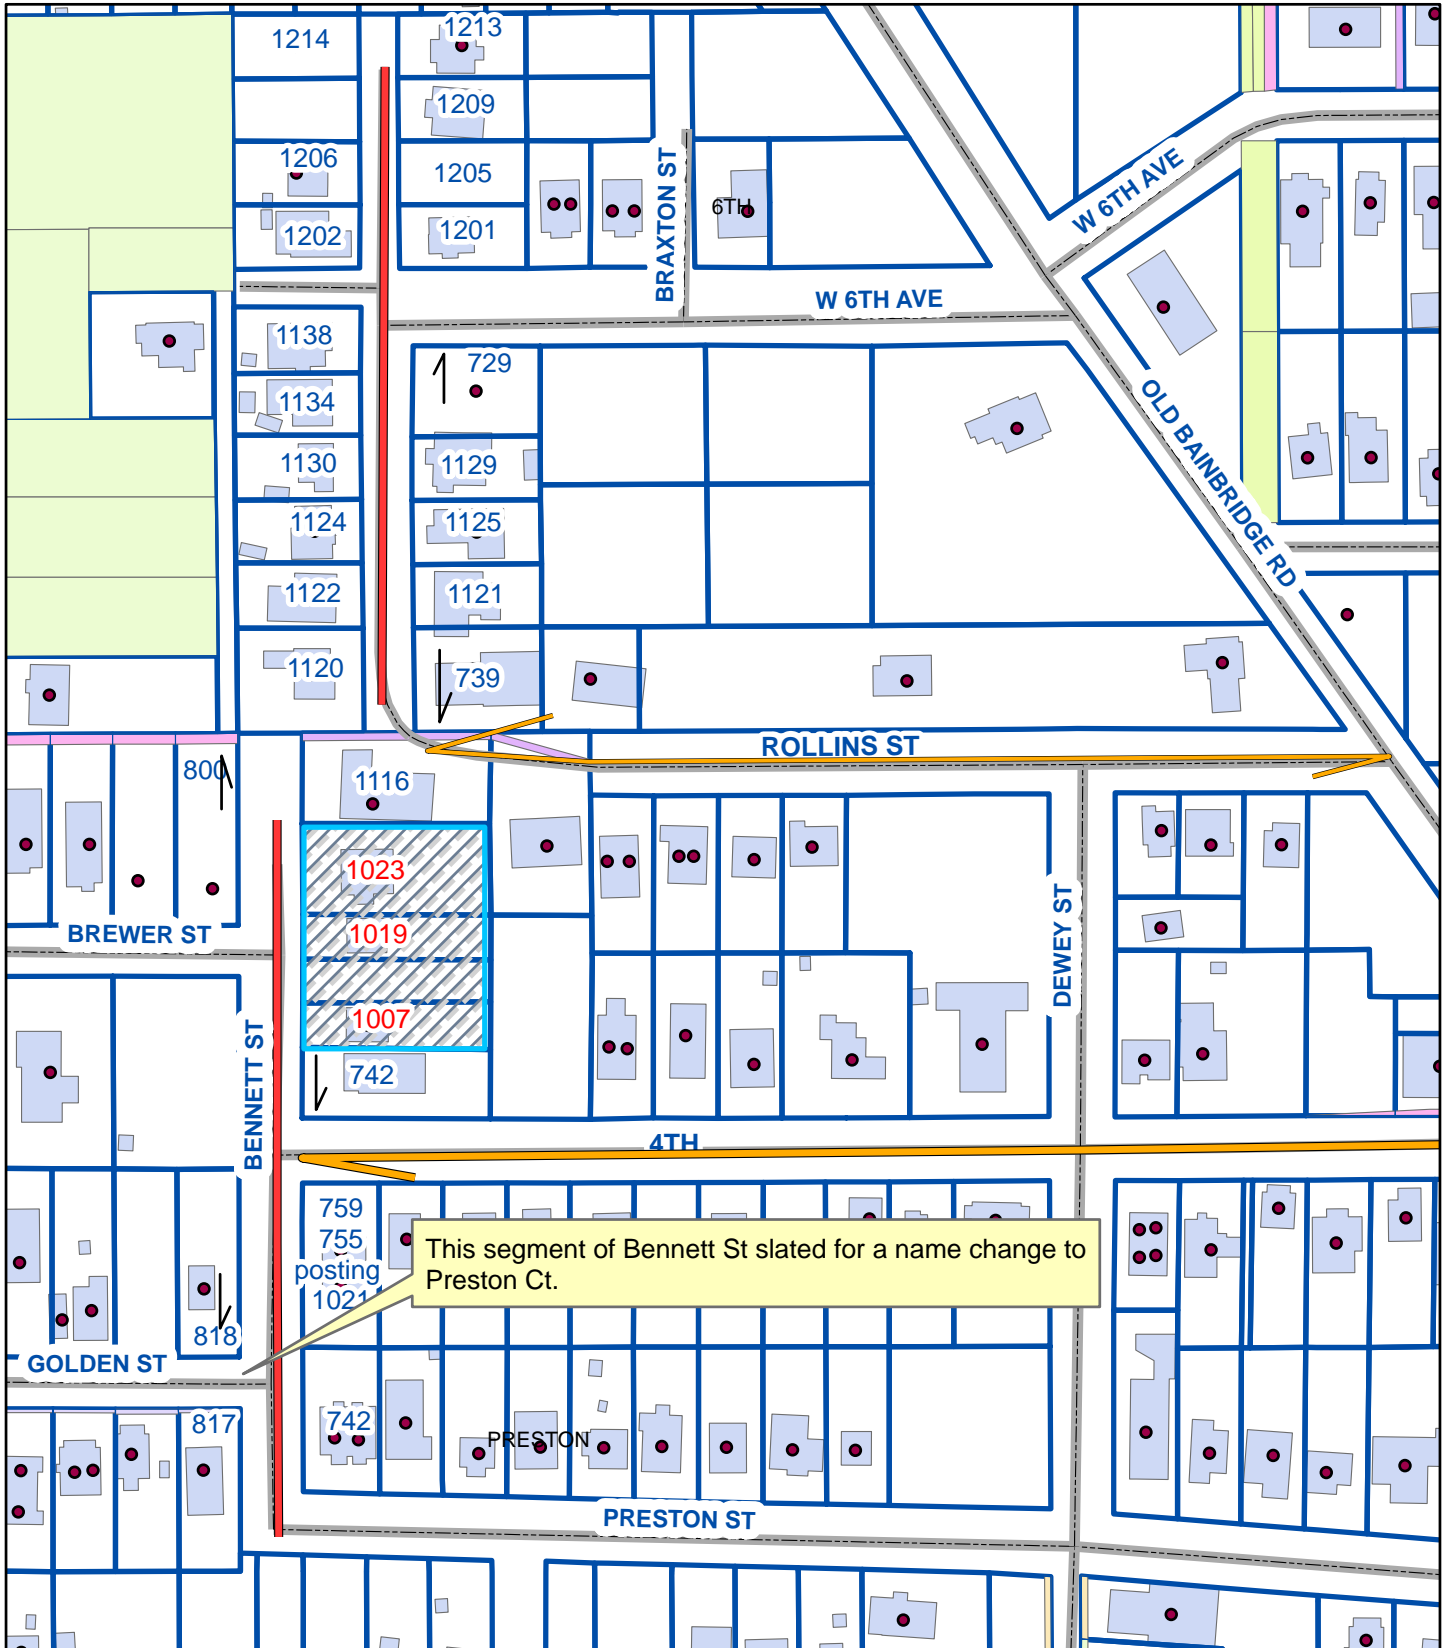 1214
1213
1209
1206
1205
1202
1201
BRAXTON ST
6TH
W 6TH AVE
W 6TH AVE
1138
729
1134
OLD BAINBRIDGE RD
1130
1129
1124
1125
1122
1121
1120
739
ROLLINS ST
800
1116
1023
BREWER ST
1019
DEWEY ST
1007
BENNETT ST
742
4TH
759
755
posting
1021
This segment of Bennett St slated for a name change to
Preston Ct.
818
GOLDEN ST
817
742
PRESTON
PRESTON ST